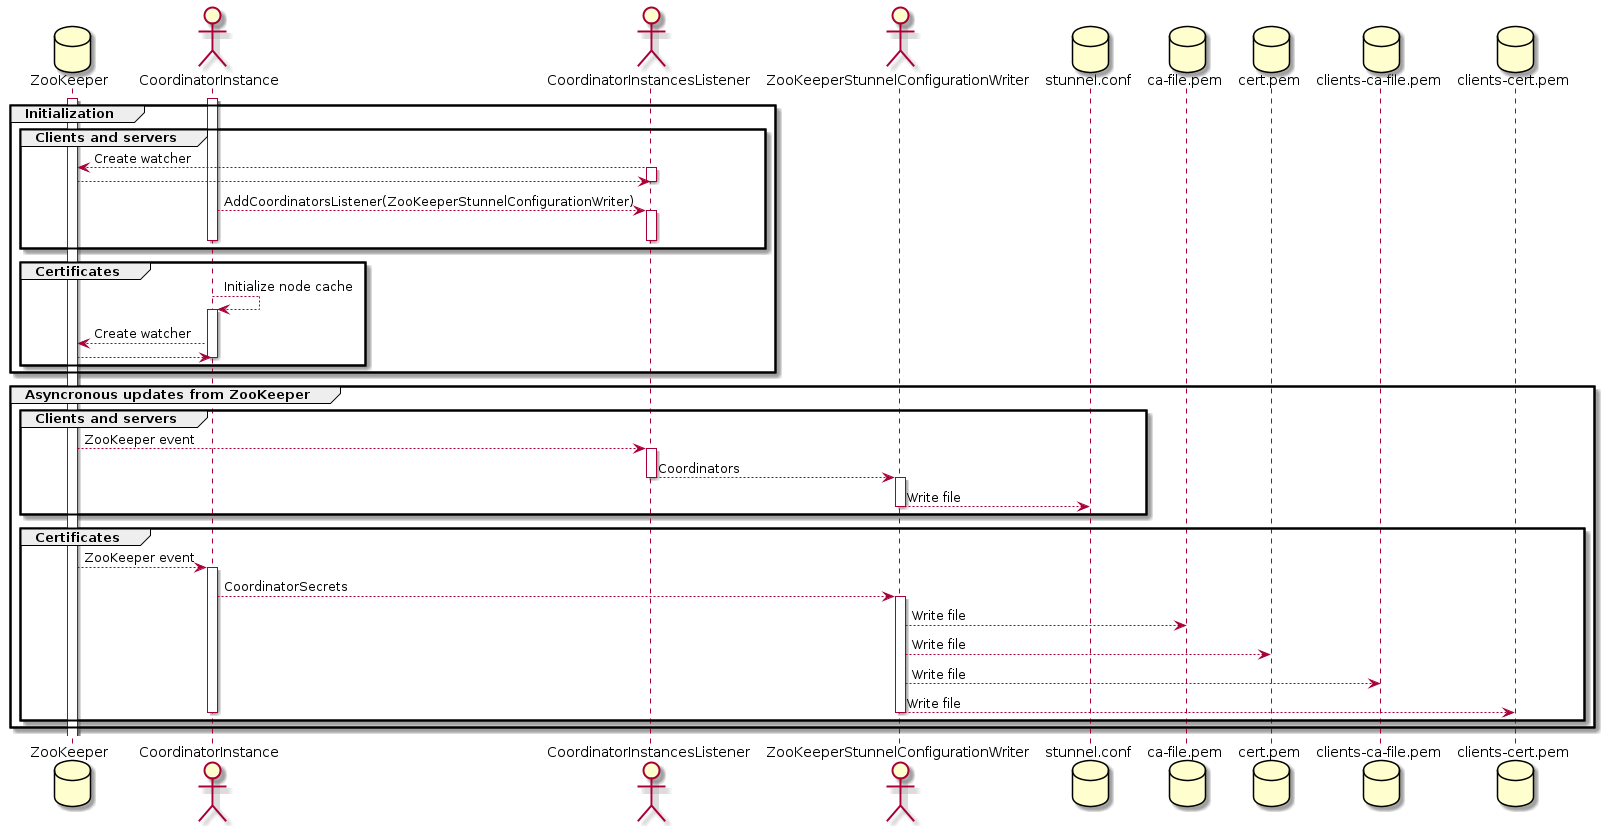 ZooKeeper
CoordinatorInstance
CoordinatorInstancesListener
ZooKeeperStunnelConfigurationWriter
stunnel.conf
ca-file.pem
cert.pem
clients-ca-file.pem
clients-cert.pem
Initialization
Clients and servers
Create watcher
AddCoordinatorsListener(ZooKeeperStunnelConfigurationWriter)
Certificates
Initialize node cache
Create watcher
Asyncronous updates from ZooKeeper
Clients and servers
ZooKeeper event
Coordinators
Write file
Certificates
ZooKeeper event
CoordinatorSecrets
Write file
Write file
Write file
Write file
ZooKeeper
CoordinatorInstance
CoordinatorInstancesListener
ZooKeeperStunnelConfigurationWriter
stunnel.conf
ca-file.pem
cert.pem
clients-ca-file.pem
clients-cert.pem